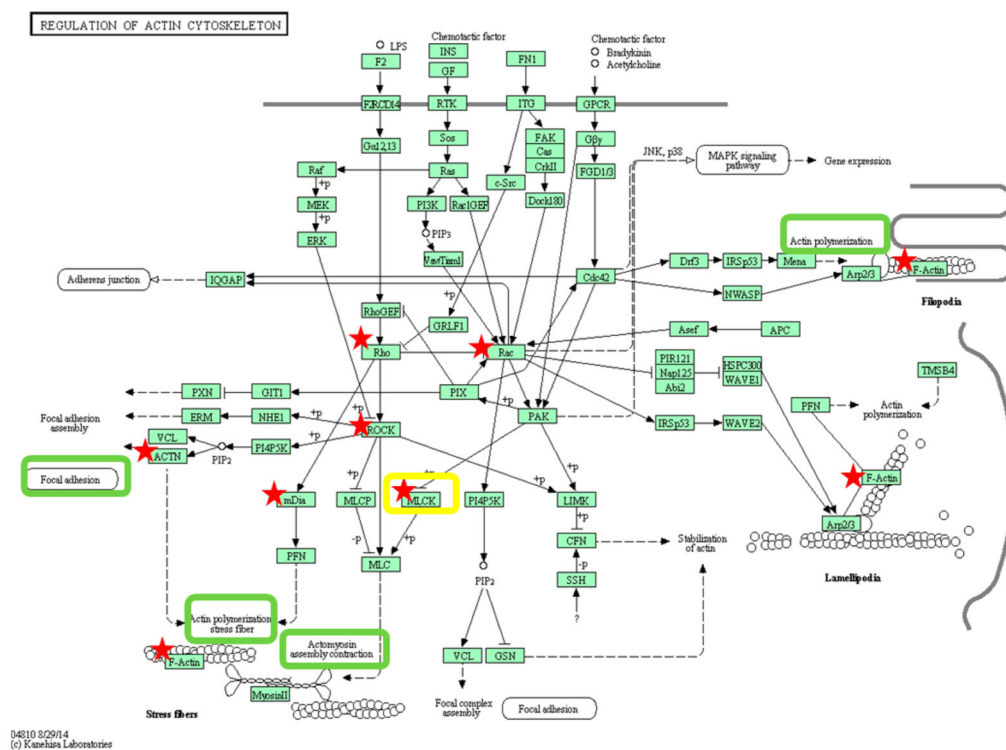 REGULATION OF ACTIN CYTOSKELETON
LPS
Chemotactic factor
Chemotactic factor
F2
INS
FN1
Bradykinin
Acetylcholine
GF
F2R
CD14
RTK
ITG
GPCR
Gα12,13
Sos
FAK
Cas
CrkII
Gβγ
JNK, p38
MAPK signaling
pathway
Gene expression
Raf
Ras
c-Src
FGD1/3
+p
MEK
PI3K
Rac1GEF
Dock180
+p
PIP3
ERK
Vav/Tiam1
Actin polymerization
Drf3
IRSp53
Mena
Arp2/3
F-Actin
Adherens junction
IQGAP
Cdc42
NWASP
Filopodia
+p
RhoGEF
GRLF1
Asef
APC
Rho
Rac
PIR121
Nap125
Abi2
HSPC300
WAVE1
TMSB4
PXN
GIT1
PIX
+p
PFN
Actin
polymerization
Focal adhesion
assembly
ERM
NHE1
+p
+p
ROCK
PAK
IRSp53
WAVE2
VCL
ACTN
PIP2
PI4P5K
+p
F-Actin
Focal adhesion
-p
+p
+p
+p
mDia
MLCP
MLCK
PI4P5K
LIMK
Arp2/3
-p
+p
+p
PFN
MLC
CFN
Stabilization
of actin
Lamellipodia
PIP2
-p
SSH
?
Actin polymerization
stress fiber
Actomyosin
assembly contraction
F-Actin
VCL
GSN
MyosinII
Stress fibers
Focal complex
assembly
Focal adhesion
04810 8/29/14
(c) Kanehisa Laboratories